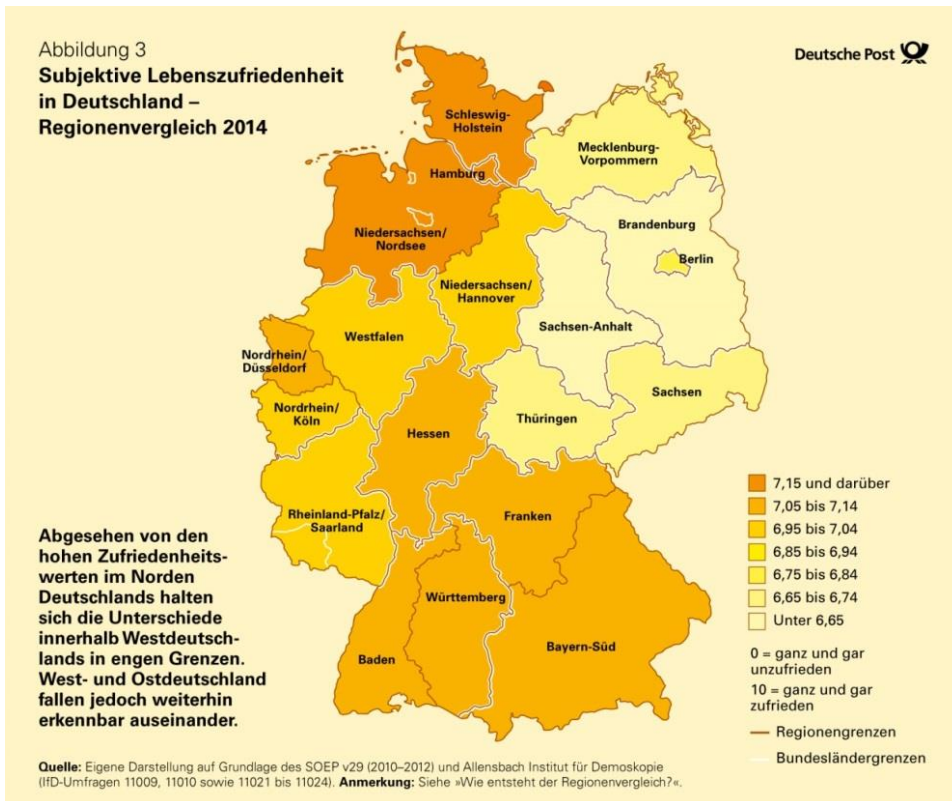 Abbildung 3
Subjektive Lebenszufriedenheit
in Deutschland –
Regionenvergleich 2014
Deutsche Post
Schleswig-
Holstein
Mecklenburg-
Vorpommern
Hamburg
Brandenburg
Niedersachsen/
Nordsee
Berlin
Niedersachsen/
Hannover
Sachsen-Anhalt
Westfalen
Nordrhein/
Düsseldorf
Sachsen
Nordrhein/
Köln
Thüringen
Hessen
Rheinland-Pfalz/
Saarland
Franken
Württemberg
Baden
Bayern-Süd
Abgesehen von den
hohen Zufriedenheits-
werten im Norden
Deutschlands halten
sich die Unterschiede
innerhalb Westdeutsch-
lands in engen Grenzen.
West- und Ostdeutschland
fallen jedoch weiterhin
erkennbar auseinander.
7,15 und darüber
7,05 bis 7,14
6,95 bis 7,04
6,85 bis 6,94
6,75 bis 6,84
6,65 bis 6,74
Unter 6,65
0 = ganz und gar
unzufrieden
10 = ganz und gar
zufrieden
Regionengrenzen
Bundesländergrenzen
Quelle: Eigene Darstellung auf Grundlage des SOEP v29 (2010–2012) und Allensbach Institut für Demoskopie
(IfD-Umfragen 11009, 11010 sowie 11021 bis 11024). Anmerkung: Siehe »Wie entsteht der Regionenvergleich?«.